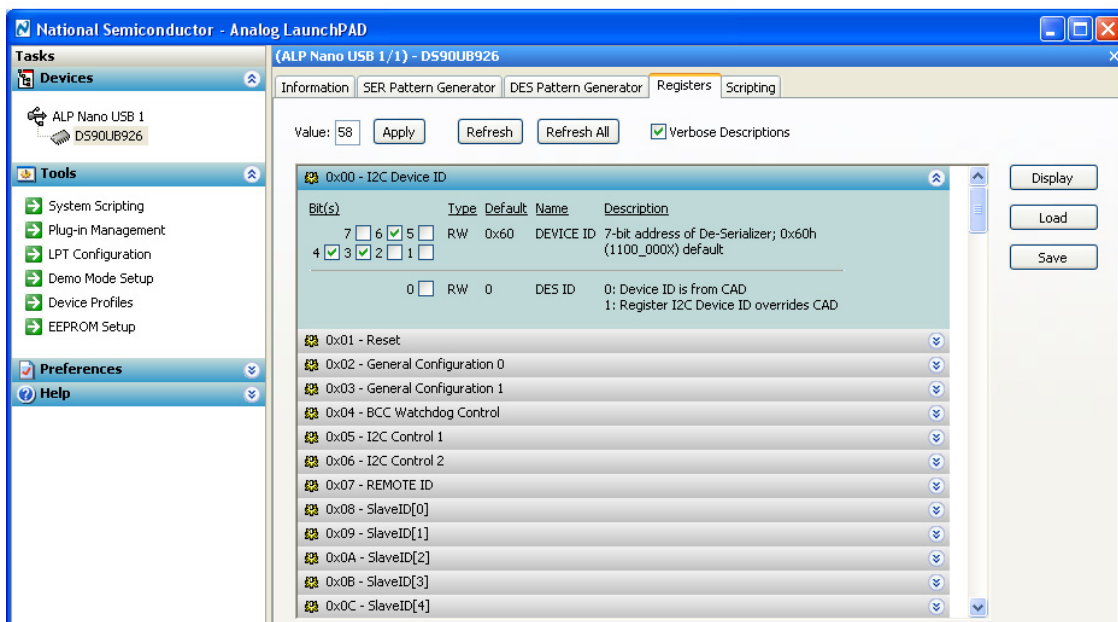 National Semiconductor - Analog LaunchPAD
Tasks
(ALP Nano USB 1/1) - DS90UB926
Devices
ALP Nano USB 1
DS90UB926
Tools
System Scripting
Plug-in Management
LPT Configuration
Demo Mode Setup
Device Profiles
EEPROM Setup
Preferences
Help
Information SER Pattern Generator DES Pattern Generator Registers Scripting
Value: 58 Apply Refresh Refresh All Verbose Descriptions
0x00 - I2C Device ID
Bit(s) Type Default Name Description
7 6 5 RW 0x60 DEVICE ID 7-bit address of De-Serializer; 0x60h
4 3 2 1 (1100_000X) default
0 RW 0 DES ID 0: Device ID is from CAD
1: Register I2C Device ID overrides CAD
0x01 - Reset
0x02 - General Configuration 0
0x03 - General Configuration 1
0x04 - BCC Watchdog Control
0x05 - I2C Control 1
0x06 - I2C Control 2
0x07 - REMOTE ID
0x08 - SlaveID[0]
0x09 - SlaveID[1]
0x0A - SlaveID[2]
0x0B - SlaveID[3]
0x0C - SlaveID[4]
Display
Load
Save